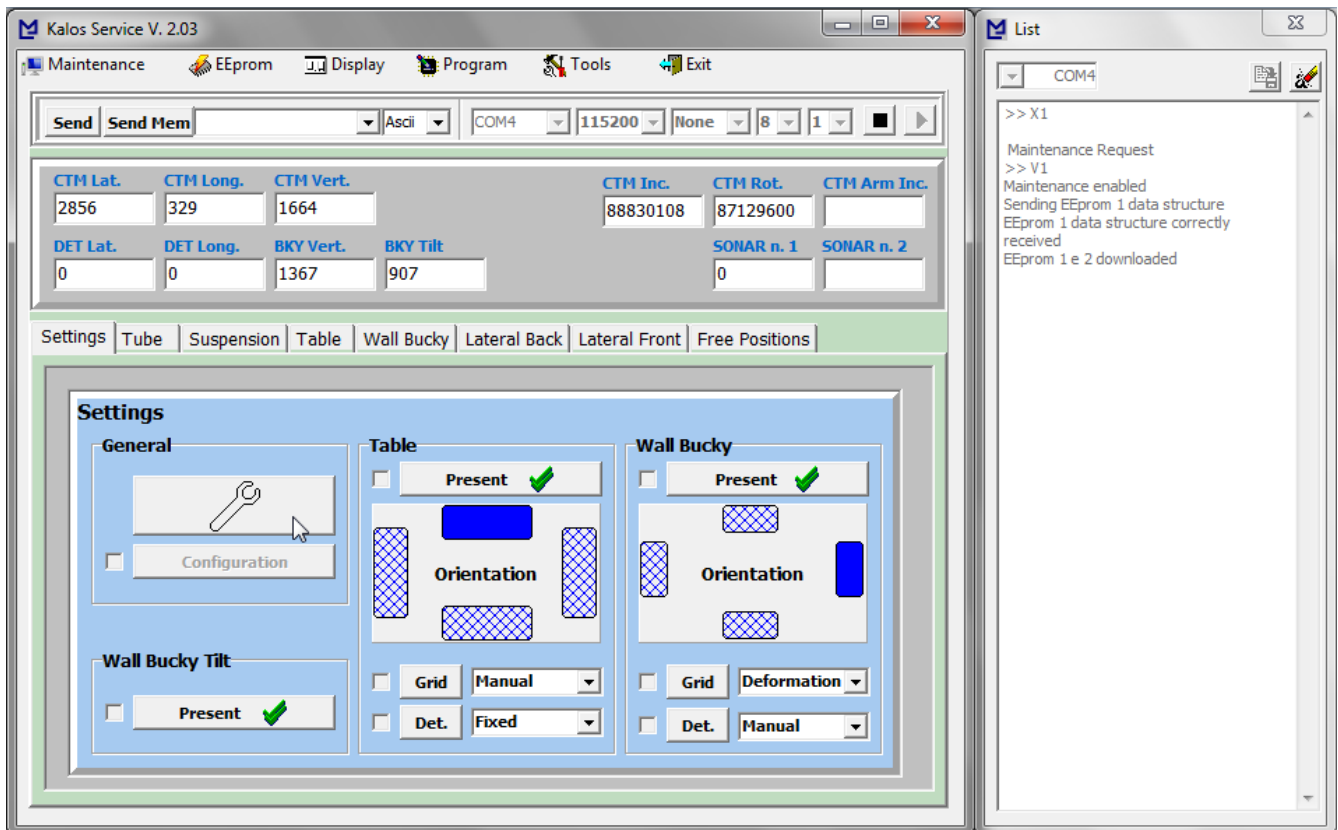 Kalos Service V. 2.03
Maintenance EEprom Display Program Tools Exit
Send Send Mem Ascii COM4 115200 None 8 1
CTM Lat. CTM Long. CTM Vert. CTM Inc. CTM Rot. CTM Arm Inc.
2856 329 1664 88830108 87129600
DET Lat. DET Long. BKY Vert. BKY Tilt SONAR n. 1 SONAR n. 2
0 0 1367 907 0
Settings Tube Suspension Table Wall Bucky Lateral Back Lateral Front Free Positions
Settings
General
Configuration
Wall Bucky Tilt
Present
Table
Present
Orientation
Grid Manual
Det. Fixed
Wall Bucky
Present
Orientation
Grid Deformation
Det. Manual
List
COM4
>> X1
Maintenance Request
>> V1
Maintenance enabled
Sending EEprom 1 data structure
EEprom 1 data structure correctly
received
EEprom 1 e 2 downloaded